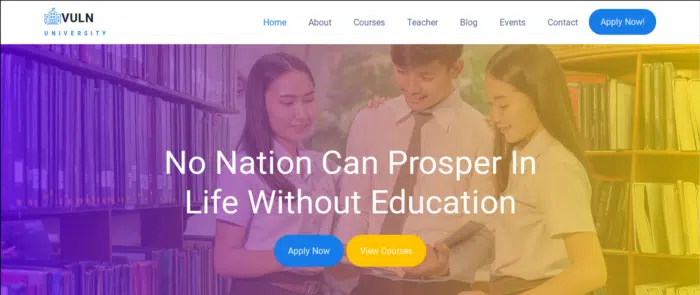 VULN
UNIVERSITY
Home About Courses Teacher Blog Events Contact Apply Now!
No Nation Can Prosper In
Life Without Education
Apply Now View Courses